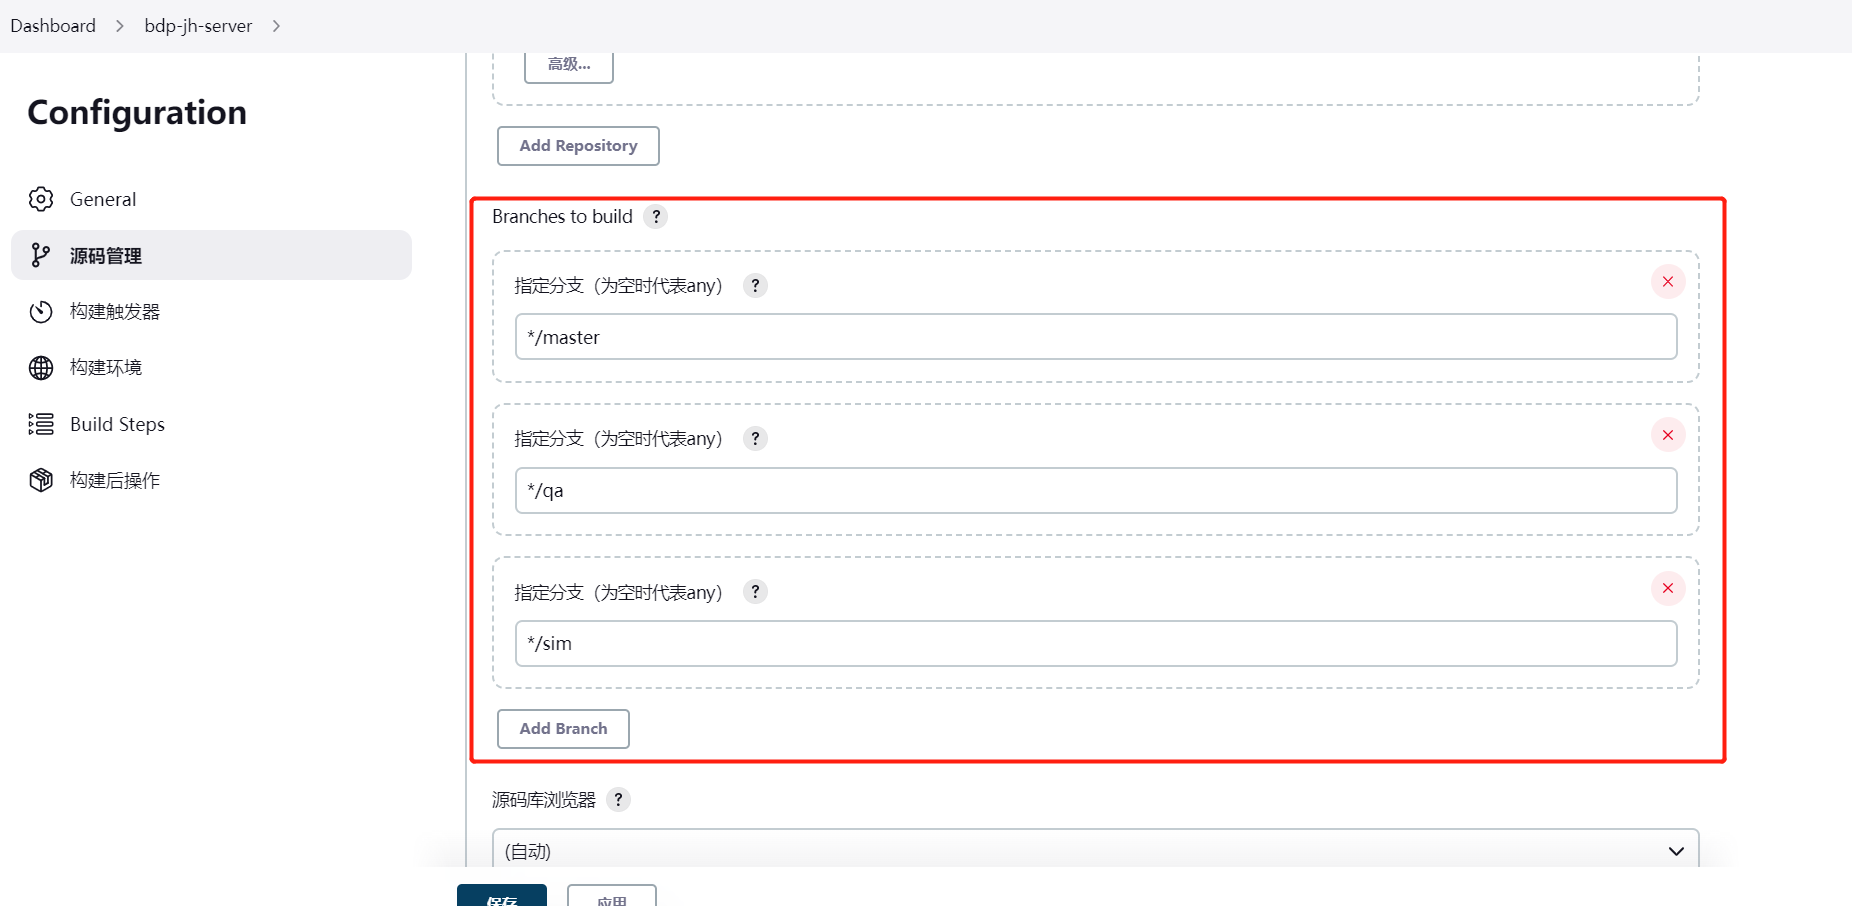 Dashboard > bdp-jh-server >
Configuration
General
源码管理
构建触发器
构建环境
Build Steps
构建后操作
高级...
Add Repository
Branches to build ?
指定分支（为空时代表any） ?
*/master
指定分支（为空时代表any） ?
*/qa
指定分支（为空时代表any） ?
*/sim
Add Branch
源码库浏览器 ?
(自动)
保存
应用